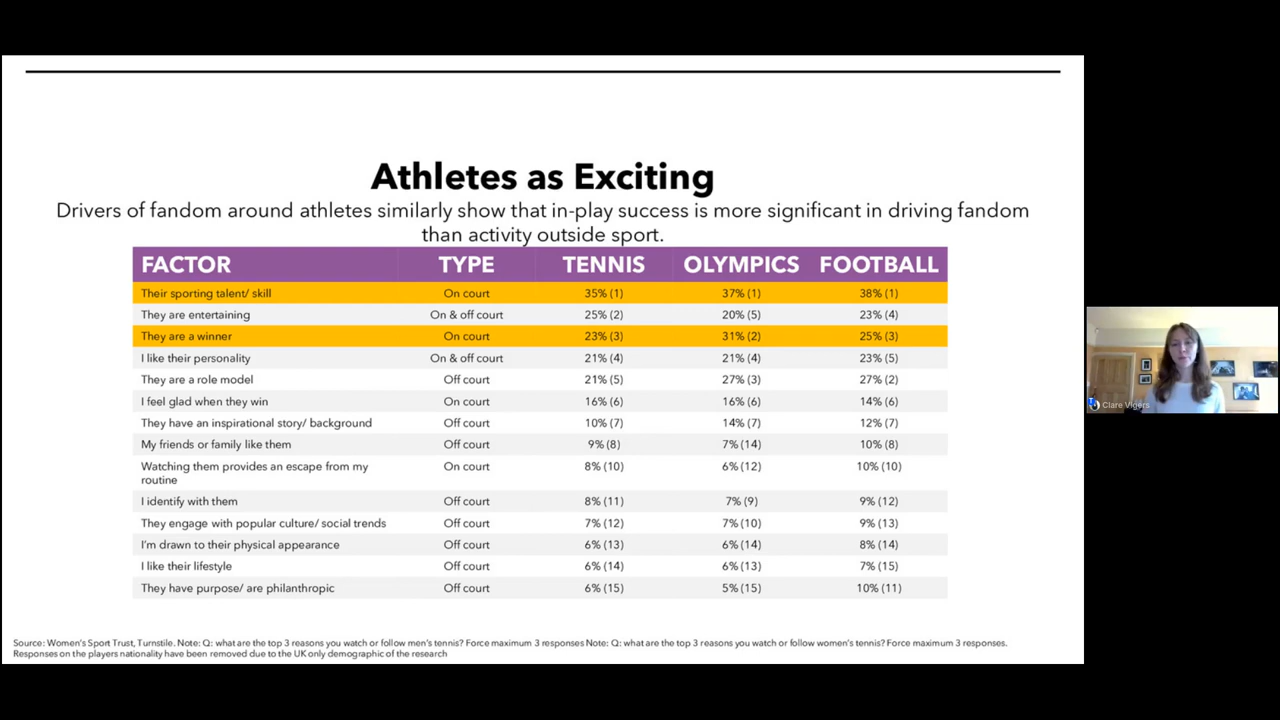 Athletes as Exciting
Drivers of fandom around athletes similarly show that in-play success is more significant in driving fandom
than activity outside sport.
FACTOR TYPE TENNIS OLYMPICS FOOTBALL
Their sporting talent/ skill On court 35% (1) 37% (1) 38% (1)
They are entertaining On & off court 25% (2) 20% (5) 23% (4)
They are a winner On court 23% (3) 31% (2) 25% (3)
I like their personality On & off court 21% (4) 21% (4) 23% (5)
They are a role model Off court 21% (5) 27% (3) 27% (2)
I feel glad when they win On court 16% (6) 16% (6) 14% (6)
They have an inspirational story/ background Off court 10% (7) 14% (7) 12% (7)
My friends or family like them Off court 9% (8) 7% (14) 10% (8)
Watching them provides an escape from my On court 8% (10) 6% (12) 10% (10)
routine
I identify with them Off court 8% (11) 7% (9) 9% (12)
They engage with popular culture/ social trends Off court 7% (12) 7% (10) 9% (13)
I'm drawn to their physical appearance Off court 6% (13) 6% (14) 8% (14)
I like their lifestyle Off court 6% (14) 6% (13) 7% (15)
They have purpose/ are philanthropic Off court 6% (15) 5% (15) 10% (11)
Source: Women's Sport Trust, Turnstile. Note: Q: what are the top 3 reasons you watch or follow men's tennis? Force maximum 3 responses Note: Q: what are the top 3 reasons you watch or follow women's tennis? Force maximum 3 responses.
Responses on the players nationality have been removed due to the UK only demographic of the research
Clare Vigers